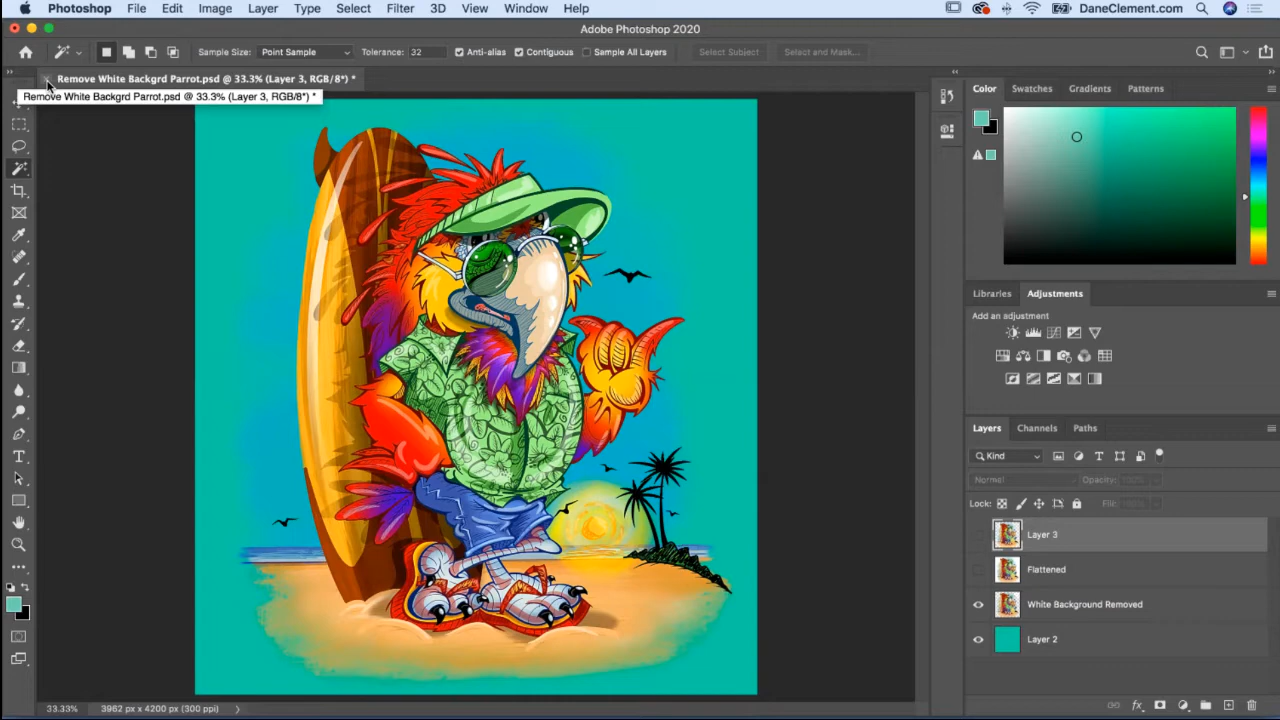 Photoshop File Edit Image Layer Type Select Filter 3D View Window Help DaneClement.com
Adobe Photoshop 2020
Sample Size: Point Sample Tolerance: 32 Anti-alias Contiguous Sample All Layers Select Subject Select and Mask...
Remove White Backgrd Parrot.psd @ 33.3% (Layer 3, RGB/8*) *
Remove White Backgrd Parrot.psd @ 33.3% (Layer 3, RGB/8*) *
Color Swatches Gradients Patterns
Libraries Adjustments
Add an adjustment
Layers Channels Paths
Kind
Normal Opacity: 100%
Lock: Fill: 100%
Layer 3
Flattened
White Background Removed
Layer 2
33.33% 3962 px x 4200 px (300 ppi)